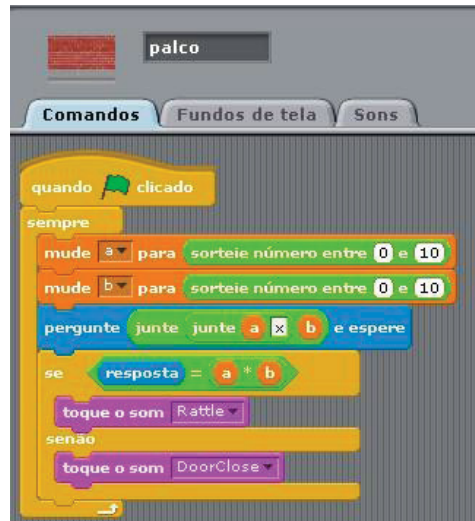 palco
Comandos Fundos de tela Sons
quando clicado
sempre
mude a para sorteie número entre 0 e 10
mude b para sorteie número entre 0 e 10
pergunte junte junte a x b e espere
se resposta = a * b
toque o som Rattle
senão
toque o som DoorClose